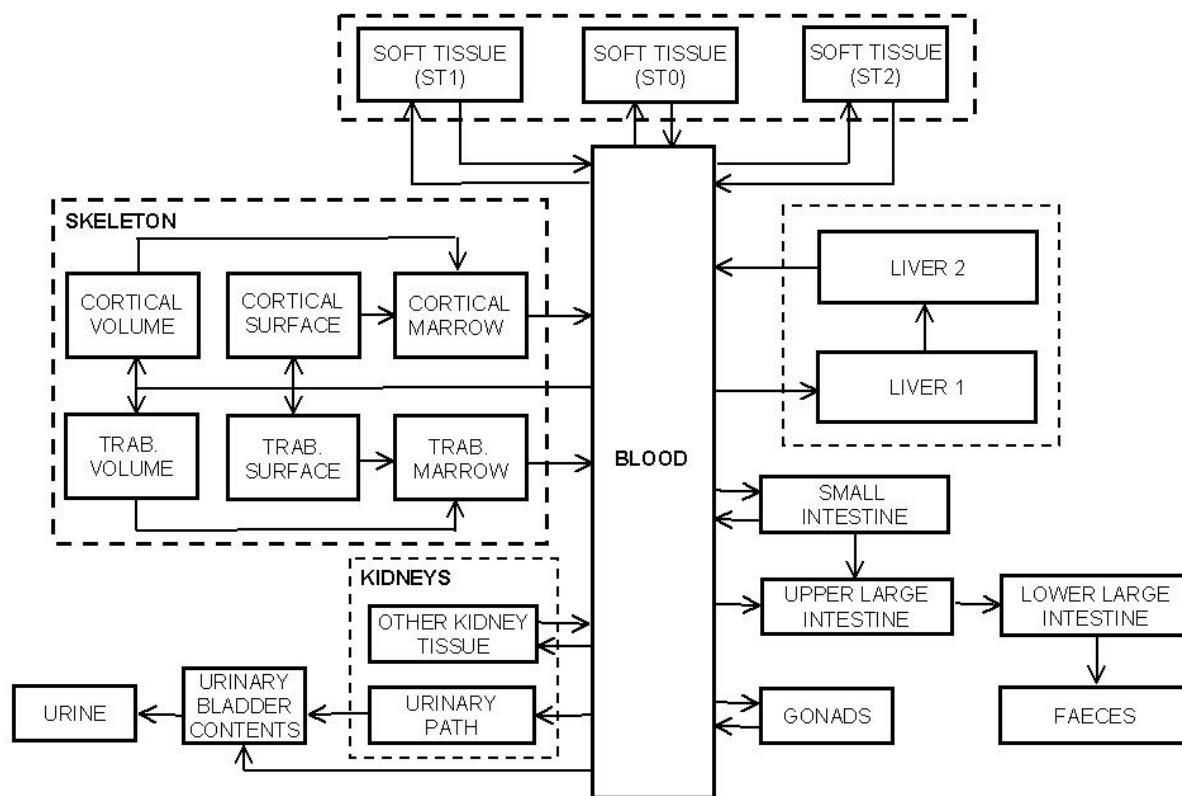 SOFT TISSUE
(ST1)
SOFT TISSUE
(ST0)
SOFT TISSUE
(ST2)
SKELETON
CORTICAL
VOLUME
CORTICAL
SURFACE
CORTICAL
MARROW
TRAB.
VOLUME
TRAB.
SURFACE
TRAB.
MARROW
BLOOD
LIVER 2
LIVER 1
SMALL
INTESTINE
UPPER LARGE
INTESTINE
LOWER LARGE
INTESTINE
KIDNEYS
OTHER KIDNEY
TISSUE
URINARY
PATH
URINARY
BLADDER
CONTENTS
URINE
GONADS
FAECES